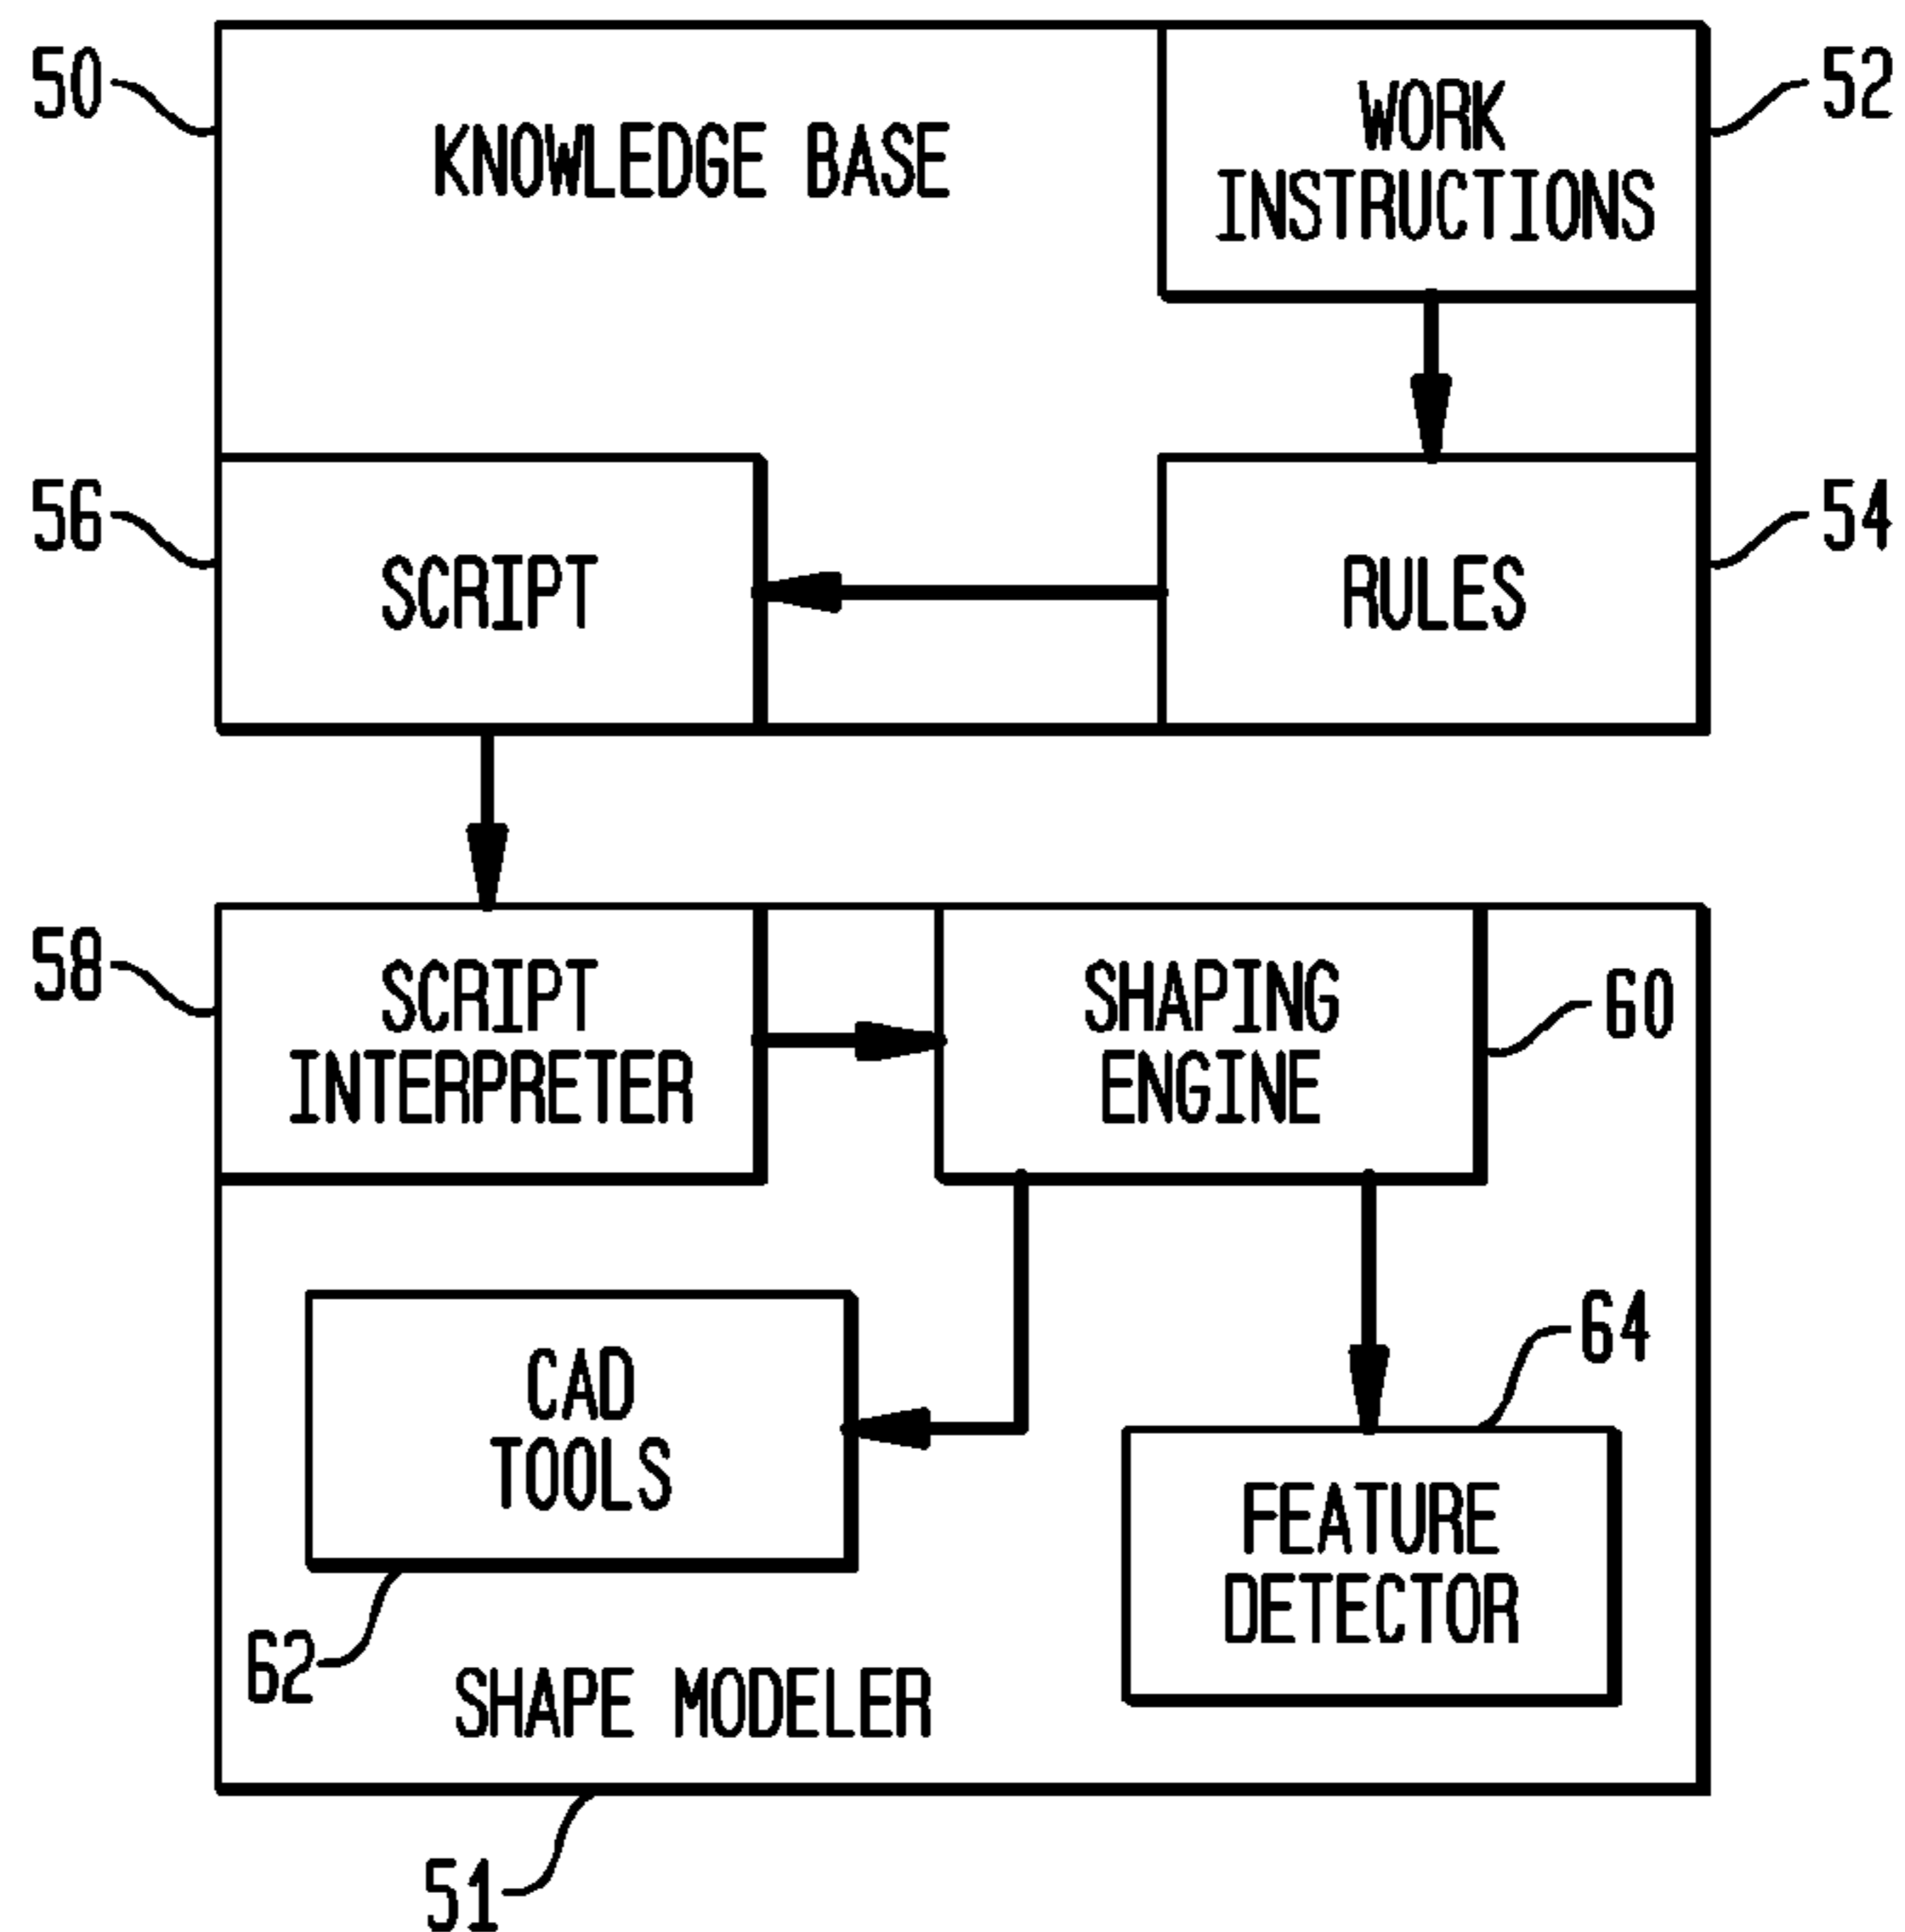 50
KNOWLEDGE BASE
WORK
INSTRUCTIONS
52
56
SCRIPT
RULES
54
58
SCRIPT
INTERPRETER
SHAPING
ENGINE
60
CAD
TOOLS
64
FEATURE
DETECTOR
62
SHAPE MODELER
51